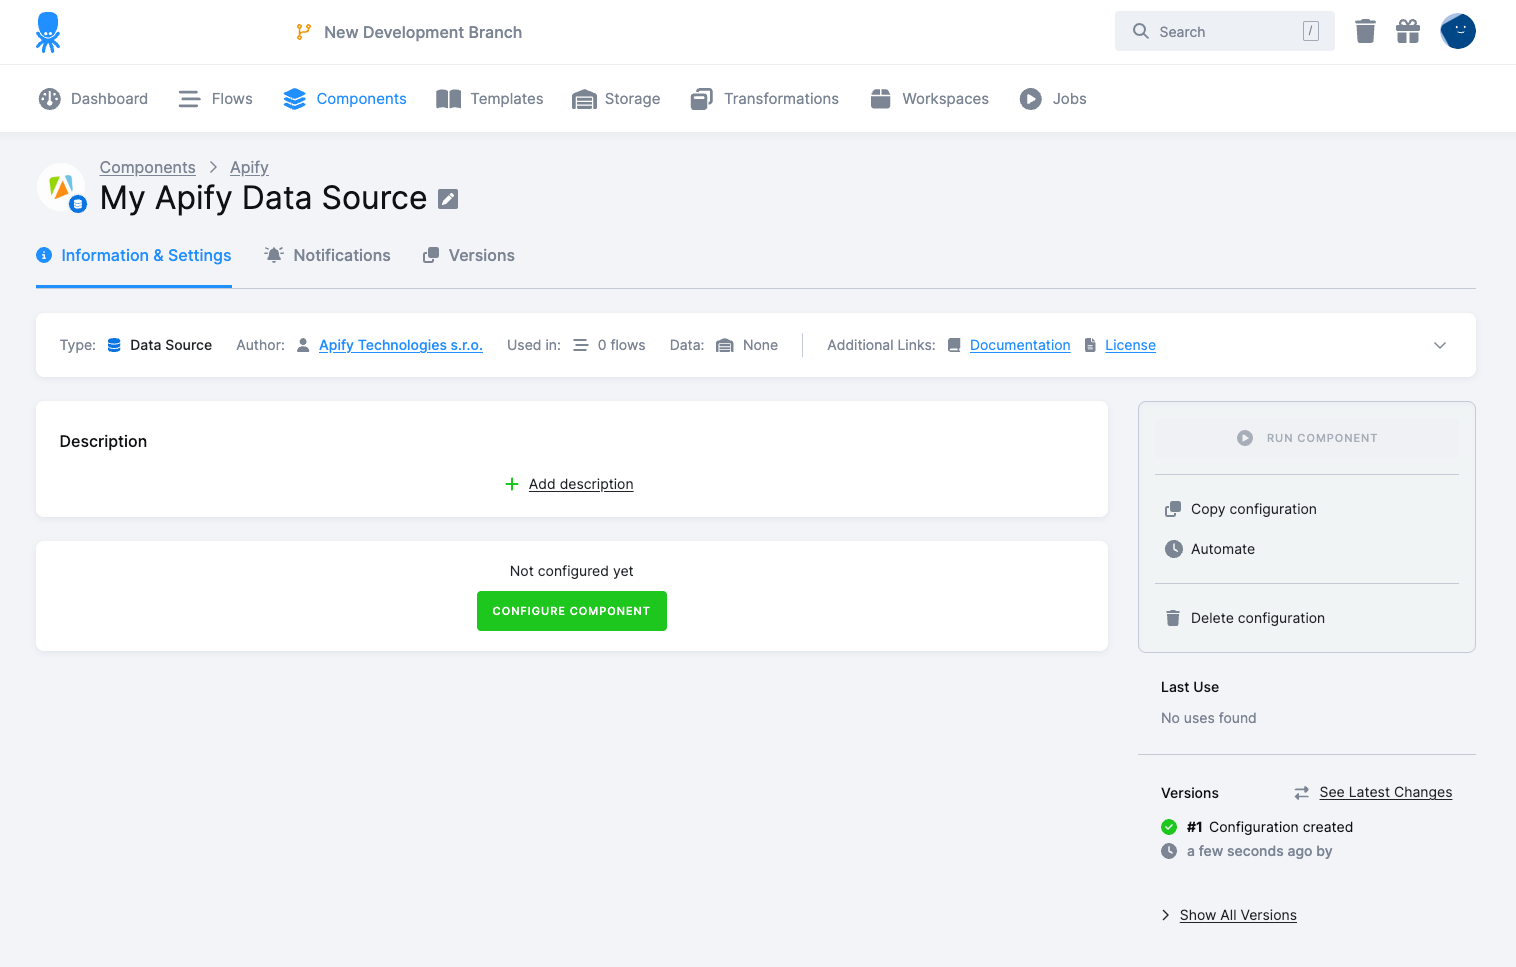 New Development Branch
Search /
Dashboard Flows Components Templates Storage Transformations Workspaces Jobs
Components Apify
My Apify Data Source
Information & Settings Notifications Versions
Type: Data Source Author: Apify Technologies s.r.o. Used in: 0 flows Data: None Additional Links: Documentation License
Description
Add description
Not configured yet
CONFIGURE COMPONENT
RUN COMPONENT
Copy configuration
Automate
Delete configuration
Last Use
No uses found
Versions See Latest Changes
#1 Configuration created
a few seconds ago by
Show All Versions